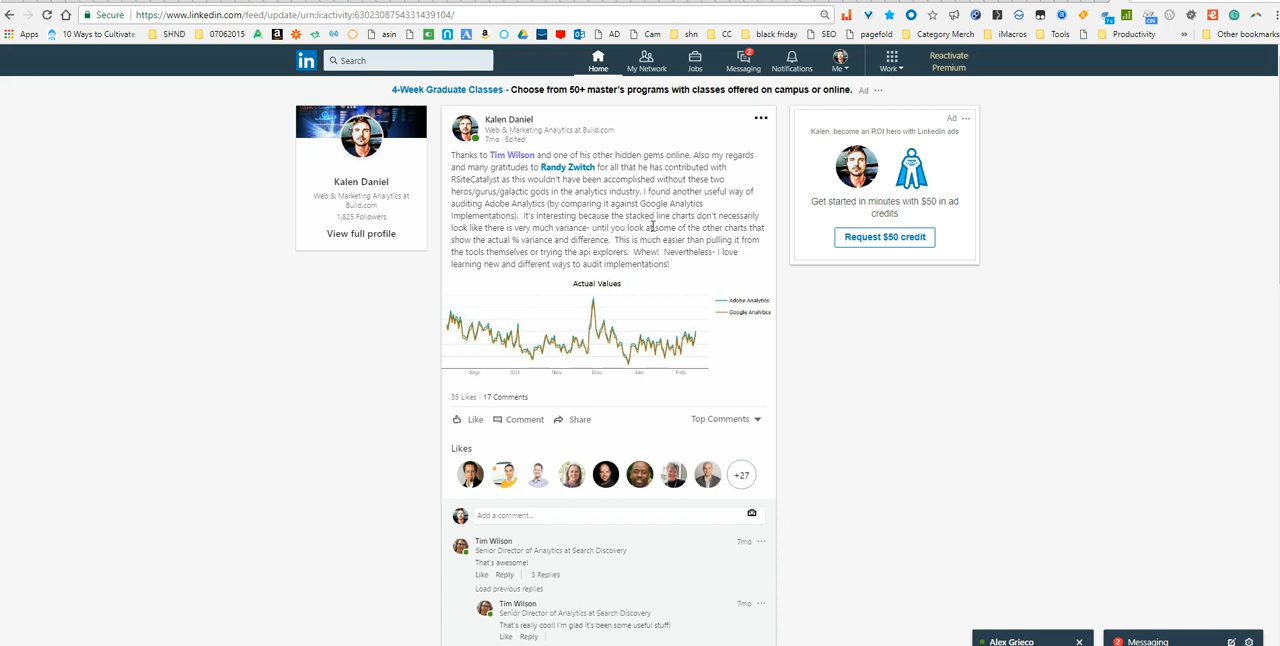 Secure
https://www.linkedin.com/feed/update/urn:li:activity:6302308754331439104/
Apps
10 Ways to Cultivate
SHND
07062015
asin
AD
Cam
shn
CC
black friday
SEO
pagefold
Category Merch
iMacros
Tools
Productivity
»
Other bookmarks
in
Search
Home
My Network
Jobs
2
Messaging
Notifications
Me
Work
Reactivate
Premium
4-Week Graduate Classes - Choose from 50+ master's programs with classes offered on campus or online. Ad ···
Kalen Daniel
Web & Marketing Analytics at
Build.com
1,825 Followers
View full profile
Kalen Daniel
Web & Marketing Analytics at Build.com
7mo · Edited
Thanks to Tim Wilson and one of his other hidden gems online. Also my regards
and many gratitudes to Randy Zwitch for all that he has contributed with
RSiteCatalyst as this wouldn't have been accomplished without these two
heros/gurus/galactic gods in the analytics industry. I found another useful way of
auditing Adobe Analytics (by comparing it against Google Analytics
Implementations). It's interesting because the stacked line charts don't necessarily
look like there is very much variance- until you look at some of the other charts that
show the actual % variance and difference. This is much easier than pulling it from
the tools themselves or trying the api explorers. Whew! Nevertheless- I love
learning new and different ways to audit implementations!
Actual Values
Adobe Analytics
Google Analytics
Sep Oct Nov Dec Jan Feb
35 Likes · 17 Comments
Like Comment Share Top Comments
Likes
+27
Add a comment...
Tim Wilson 7mo ···
Senior Director of Analytics at Search Discovery
That's awesome!
Like Reply | 3 Replies
Load previous replies
Tim Wilson 7mo ···
Senior Director of Analytics at Search Discovery
That's really cool! I'm glad it's been some useful stuff!
Like Reply |
Ad ···
Kalen, become an ROI hero with LinkedIn ads
Get started in minutes with $50 in ad
credits
Request $50 credit
Alex Grieco
2 Messaging